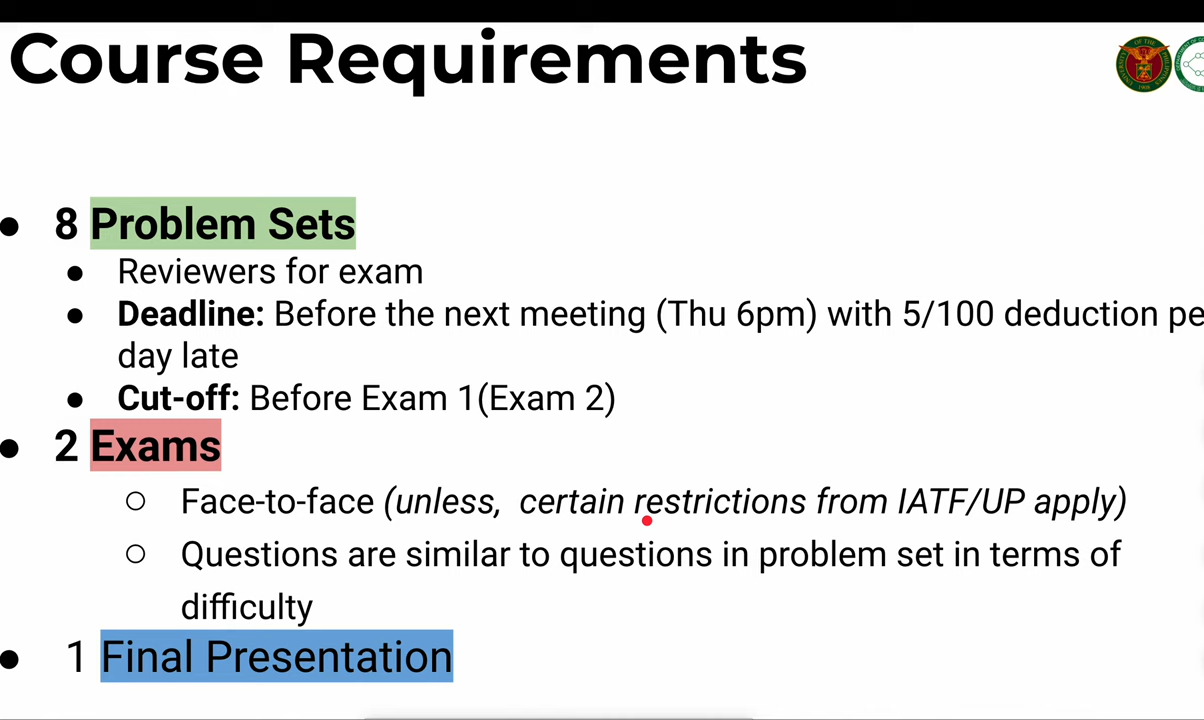 Course Requirements
● 8 Problem Sets
● Reviewers for exam
● Deadline: Before the next meeting (Thu 6pm) with 5/100 deduction pe
day late
● Cut-off: Before Exam 1(Exam 2)
● 2 Exams
○ Face-to-face (unless, certain restrictions from IATF/UP apply)
○ Questions are similar to questions in problem set in terms of
difficulty
● 1 Final Presentation